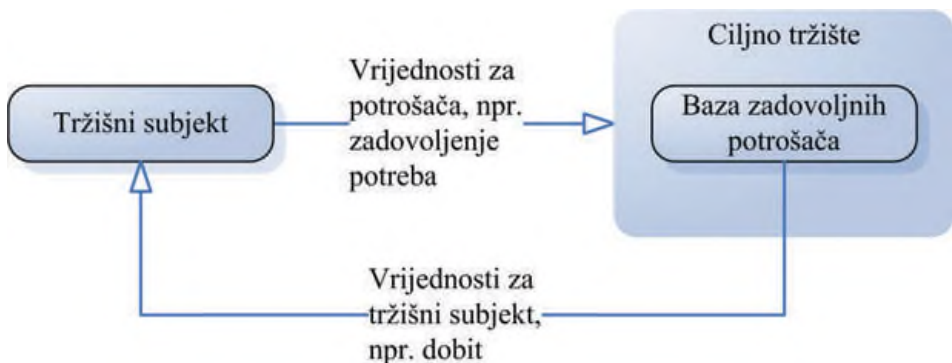 Tržišni subjekt
Vrijednosti za
potrošača, npr.
zadovoljenje
potreba
Ciljno tržište
Baza zadovoljnih
potrošača
Vrijednosti za
tržišni subjekt,
npr. dobit